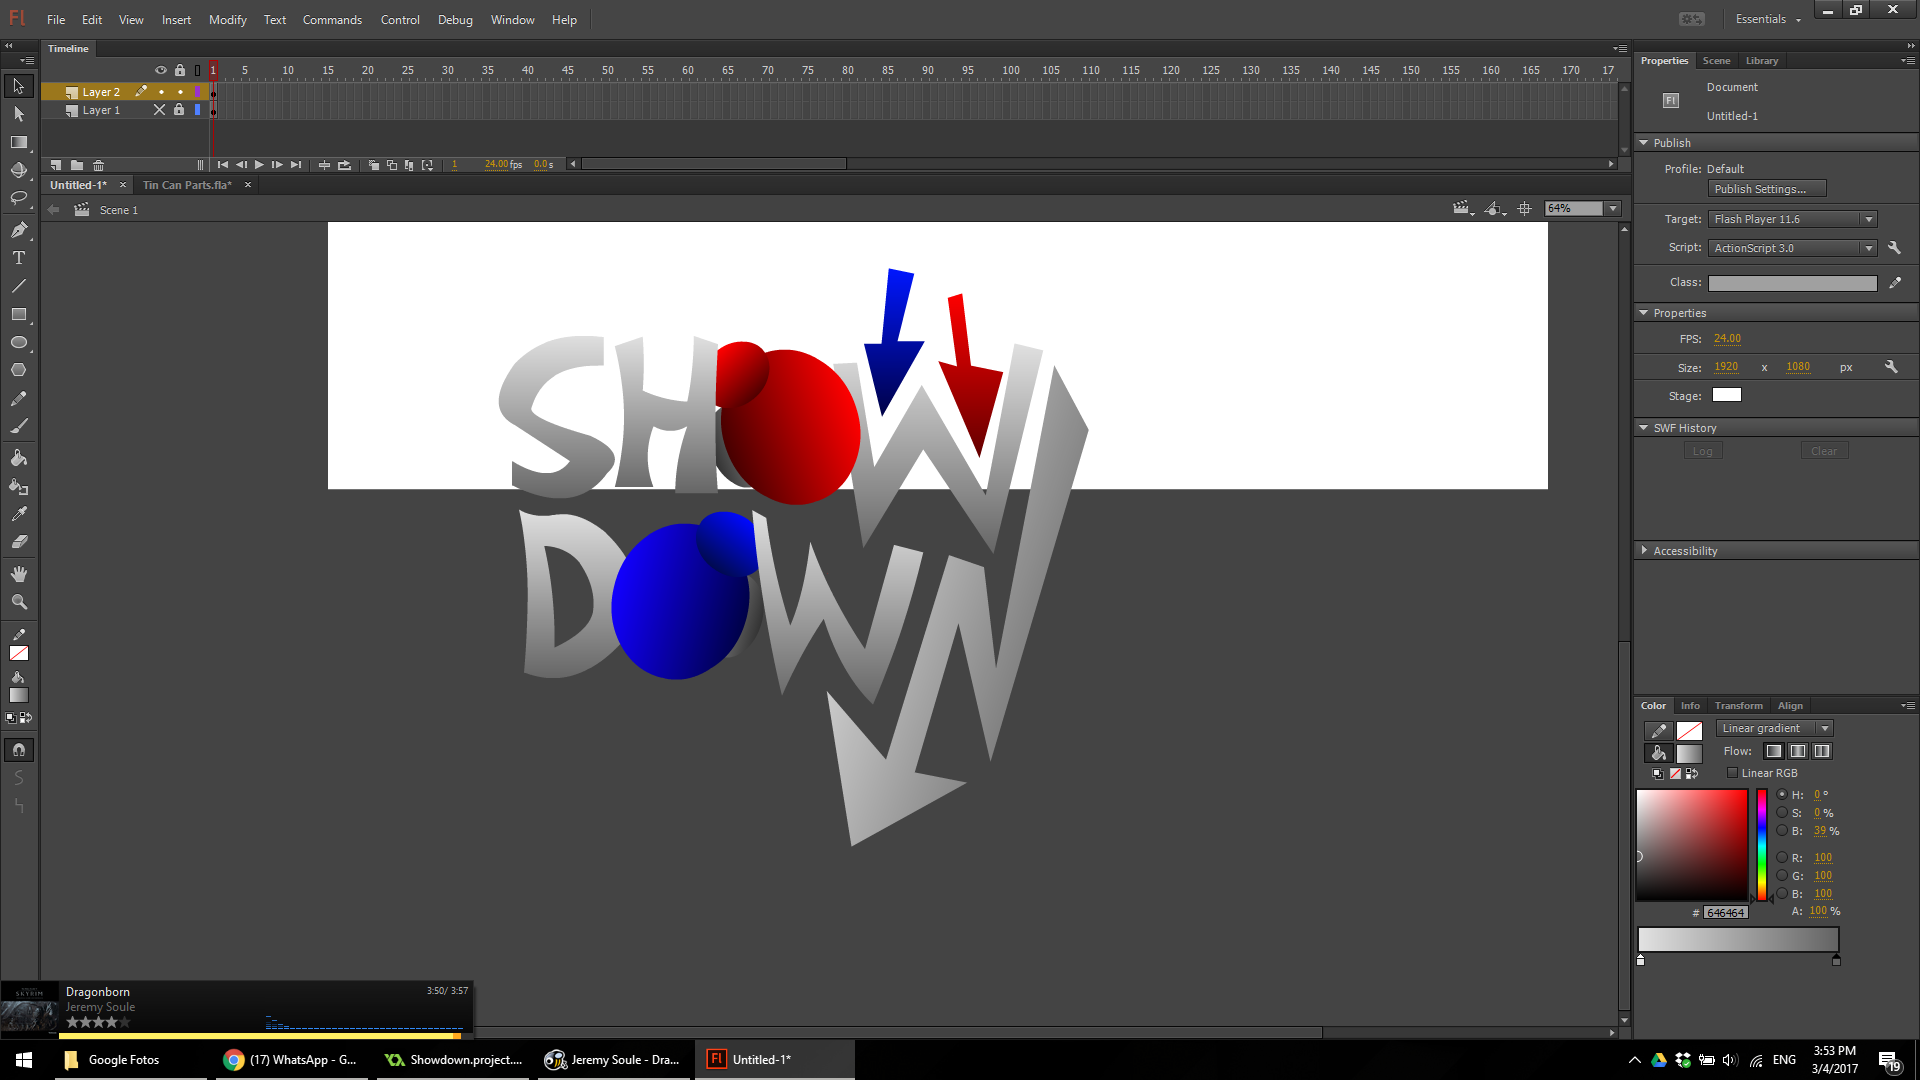 Fl File Edit View Insert Modify Text Commands Control Debug Window Help Essentials
Timeline
1 5 10 15 20 25 30 35 40 45 50 55 60 65 70 75 80 85 90 95 100 105 110 115 120 125 130 135 140 145 150 155 160 165 170 17
Layer 2
Layer 1
1 24.00 fps 0.0 s
Untitled-1* Tin Can Parts.fla*
Scene 1 64%
SHOW
DOWN
Properties Scene Library
Document
Fl
Untitled-1
Publish
Profile: Default
Publish Settings...
Target: Flash Player 11.6
Script: ActionScript 3.0
Class:
Properties
FPS: 24.00
Size: 1920 x 1080 px
Stage:
SWF History
Log Clear
Accessibility
Color Info Transform Align
Linear gradient
Flow:
Linear RGB
H: 0 °
S: 0 %
B: 39 %
R: 100
G: 100
B: 100
# 646464 A: 100 %
SKYRIM
Dragonborn 3:50/ 3:57
Jeremy Soule
Google Fotos
(17) WhatsApp - G...
Showdown.project....
Jeremy Soule - Dra...
Fl Untitled-1*
ENG
3:53 PM
3/4/2017
19